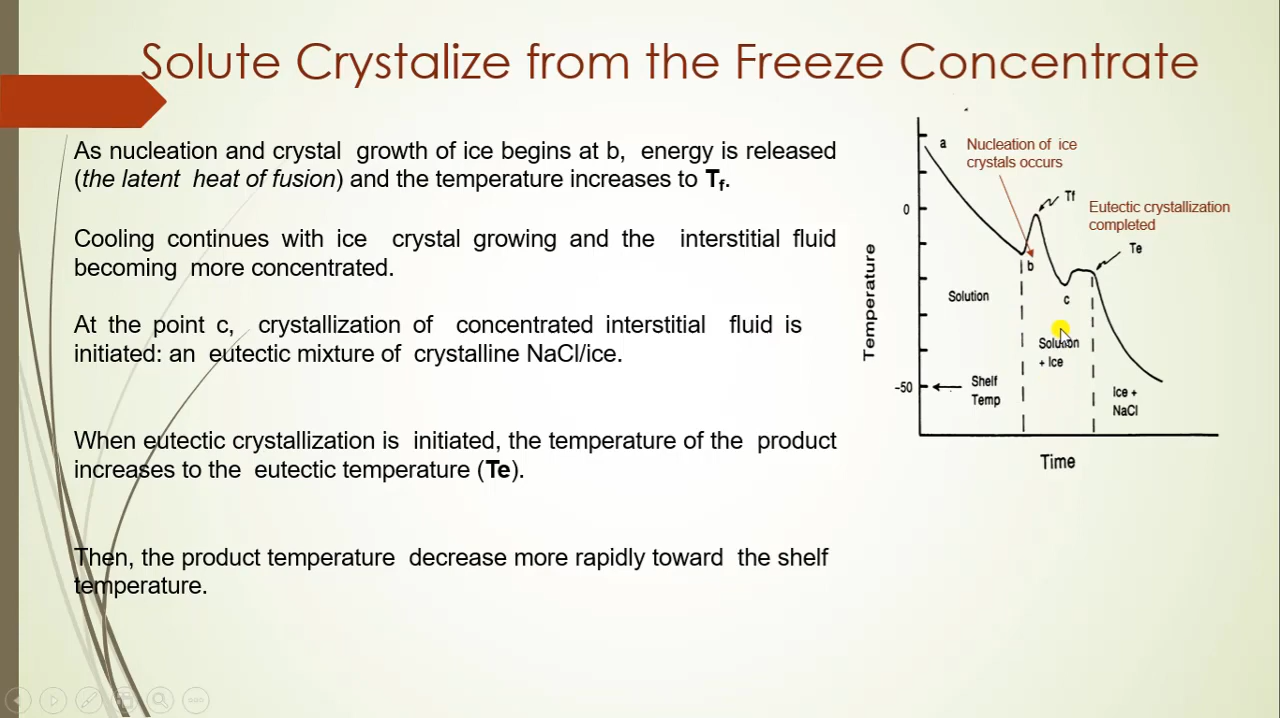 Solute Crystalize from the Freeze Concentrate
As nucleation and crystal growth of ice begins at b, energy is released
(the latent heat of fusion) and the temperature increases to Tf.
Cooling continues with ice crystal growing and the interstitial fluid
becoming more concentrated.
At the point c, crystallization of concentrated interstitial fluid is
initiated: an eutectic mixture of crystalline NaCl/ice.
When eutectic crystallization is initiated, the temperature of the product
increases to the eutectic temperature (Te).
Then, the product temperature decrease more rapidly toward the shelf
temperature.
a
Nucleation of ice
crystals occurs
Tf
0
Eutectic crystallization
completed
Te
b
c
Temperature
Solution
Solution
+ Ice
-50
Shelf
Temp
Ice +
NaCl
Time